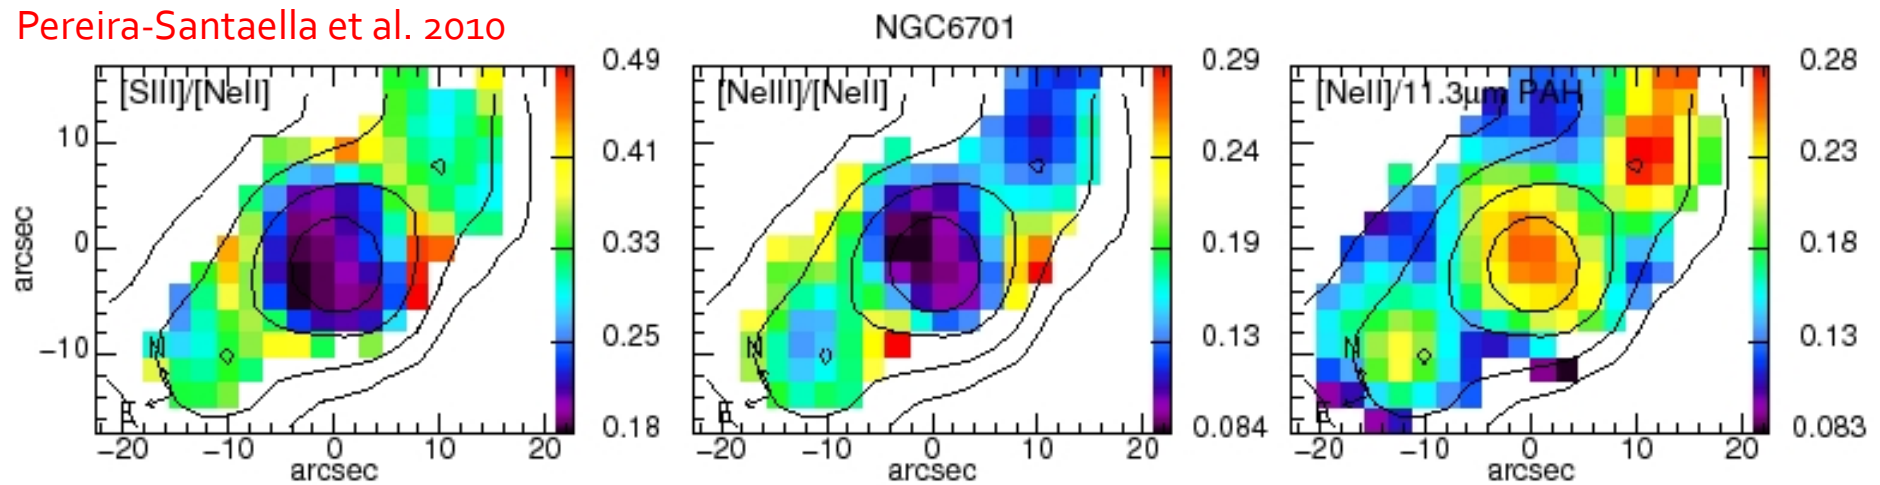 Pereira-Santaella et al. 2010
NGC6701
[SIII]/[NeII]
[NeIII]/[NeII]
[NeII]/11.3µm PAH
0.49
0.41
0.33
0.25
0.18
0.29
0.24
0.19
0.13
0.084
0.28
0.23
0.18
0.13
0.083
10
0
−10
arcsec
N
E
N
E
N
E
−20 −10 0 10 20
arcsec
−20 −10 0 10 20
arcsec
−20 −10 0 10 20
arcsec